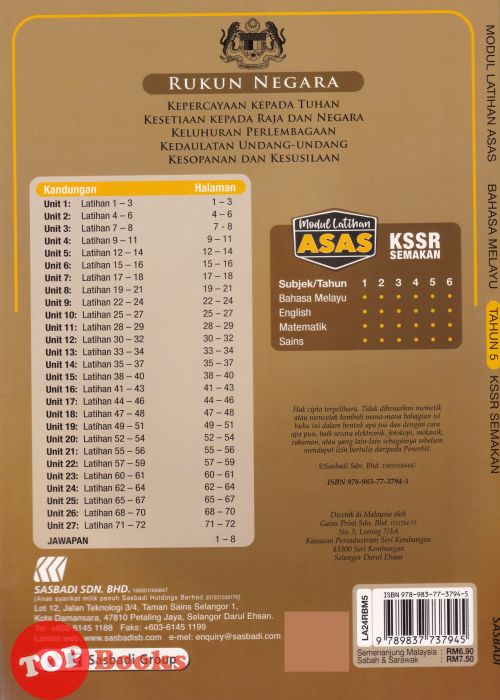 RUKUN NEGARA
KEPERCAYAAN KEPADA TUHAN
KESETIAAN KEPADA RAJA DAN NEGARA
KELUHURAN PERLEMBAGAAN
KEDAULATAN UNDANG-UNDANG
KESOPANAN DAN KESUSILAAN
Kandungan Halaman
Unit 1: Latihan 1 – 3 1 – 3
Unit 2: Latihan 4 – 6 4 – 6
Unit 3: Latihan 7 – 8 7 - 8
Unit 4: Latihan 9 – 11 9 – 11
Unit 5: Latihan 12 – 14 12 – 14
Unit 6: Latihan 15 – 16 15 – 16
Unit 7: Latihan 17 – 18 17 – 18
Unit 8: Latihan 19 – 21 19 – 21
Unit 9: Latihan 22 – 24 22 – 24
Unit 10: Latihan 25 – 27 25 – 27
Unit 11: Latihan 28 – 29 28 – 29
Unit 12: Latihan 30 – 32 30 – 32
Unit 13: Latihan 33 – 34 33 – 34
Unit 14: Latihan 35 – 37 35 – 37
Unit 15: Latihan 38 – 40 38 – 40
Unit 16: Latihan 41 – 43 41 – 43
Unit 17: Latihan 44 – 46 44 – 46
Unit 18: Latihan 47 – 48 47 – 48
Unit 19: Latihan 49 – 51 49 – 51
Unit 20: Latihan 52 – 54 52 – 54
Unit 21: Latihan 55 – 56 55 – 56
Unit 22: Latihan 57 – 59 57 – 59
Unit 23: Latihan 60 – 61 60 – 61
Unit 24: Latihan 62 – 64 62 – 64
Unit 25: Latihan 65 – 67 65 – 67
Unit 26: Latihan 68 – 70 68 – 70
Unit 27: Latihan 71 – 72 71 – 72
JAWAPAN 1 – 8
Modul Latihan
ASAS
KSSR
SEMAKAN
Subjek/Tahun 1 2 3 4 5 6
Bahasa Melayu • • • • • •
English • • • • • •
Matematik • • • • • •
Sains • • • • • •
Hak cipta terpelihara. Tidak dibenarkan memetik
atau mencetak kembali mana-mana bahagian isi
buku ini dalam bentuk apa jua dan dengan cara
apa pun, baik secara elektronik, fotokopi, mekanik,
rakaman, atau yang lain-lain sebagainya sebelum
mendapat izin bertulis daripada Penerbit.
©Sasbadi Sdn. Bhd. 198501006847
ISBN 978-983-77-3794-5
Dicetak di Malaysia oleh
Gains Print Sdn. Bhd.
No. 5, Lorong 7/3A
Kawasan Perindustrian Seri Kembangan
43300 Seri Kembangan
Selangor Darul Ehsan
SASBADI SDN. BHD. 198501006847
(Anak syarikat milik penuh Sasbadi Holdings Berhad 201201038178)
Lot 12, Jalan Teknologi 3/4, Taman Sains Selangor 1,
Kota Damansara, 47810 Petaling Jaya, Selangor Darul Ehsan.
Tel: +603-6145 1188 Faks: +603-6145 1199
Laman web: www.sasbadisb.com e-mel: enquiry@sasbadi.com
TOP Books
Sasbadi Group
LA24RBM5
ISBN 978-983-77-3794-5
9 789837 737945
Semenanjung Malaysia : RM6.90
Sabah & Sarawak : RM7.50
MODUL LATIHAN ASAS BAHASA MELAYU TAHUN 5 KSSR SEMAKAN